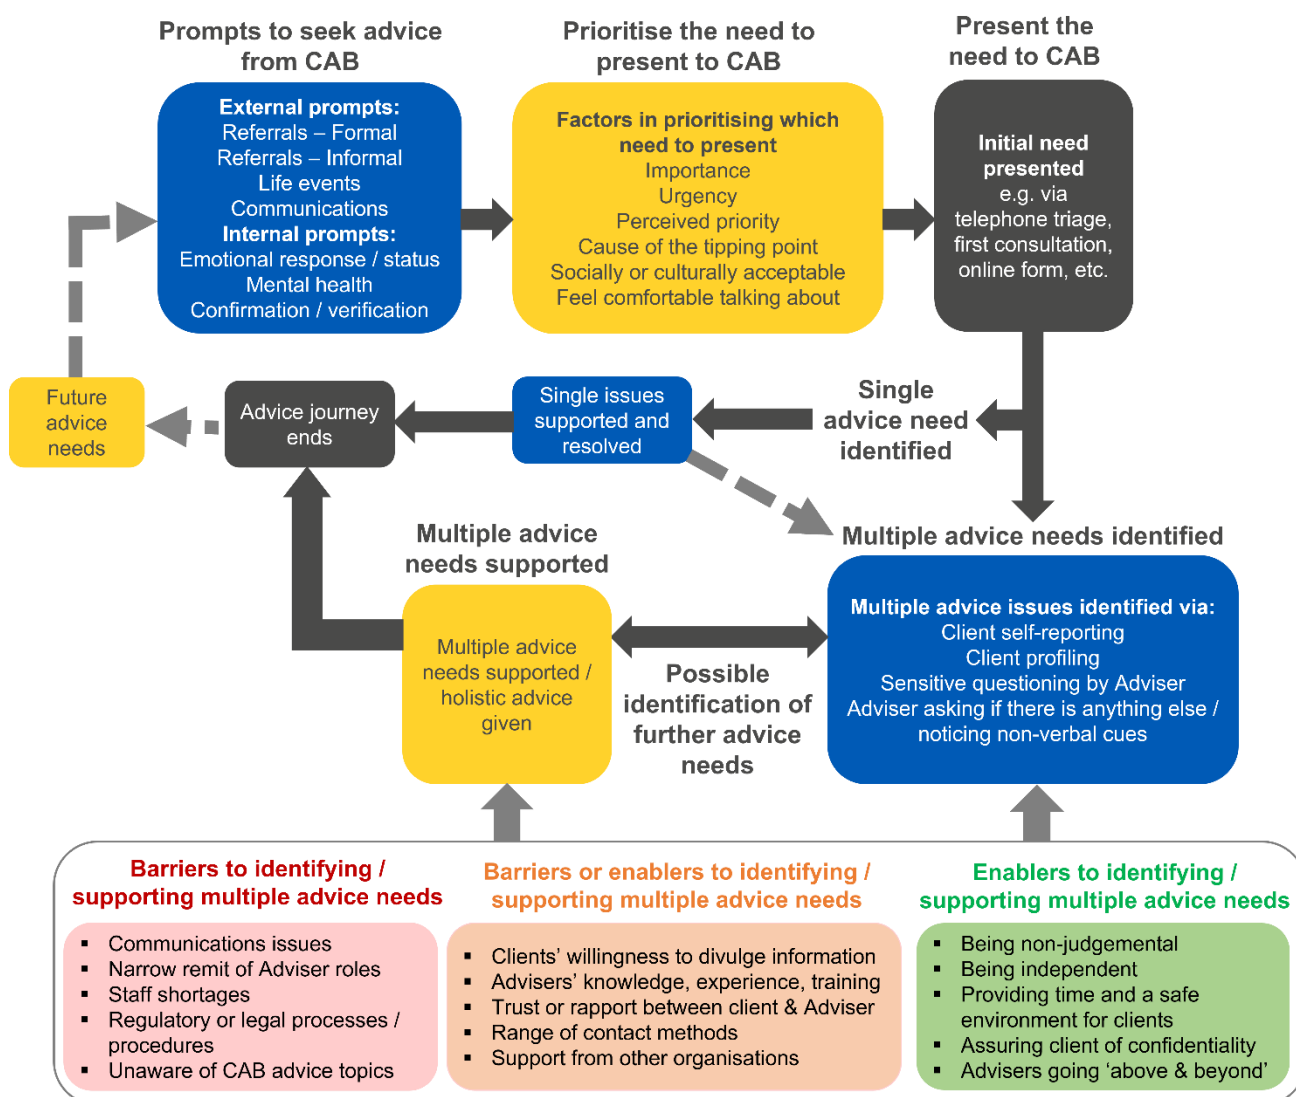 Prompts to seek advice
from CAB
External prompts:
Referrals – Formal
Referrals – Informal
Life events
Communications
Internal prompts:
Emotional response / status
Mental health
Confirmation / verification
Prioritise the need to
present to CAB
Factors in prioritising which
need to present
Importance
Urgency
Perceived priority
Cause of the tipping point
Socially or culturally acceptable
Feel comfortable talking about
Present the
need to CAB
Initial need
presented
e.g. via
telephone triage,
first consultation,
online form, etc.
Single
advice need
identified
Single issues
supported and
resolved
Advice journey
ends
Future
advice
needs
Multiple advice needs identified
Multiple advice issues identified via:
Client self-reporting
Client profiling
Sensitive questioning by Adviser
Adviser asking if there is anything else /
noticing non-verbal cues
Possible
identification of
further advice
needs
Multiple advice
needs supported
Multiple advice
needs supported /
holistic advice
given
Barriers to identifying /
supporting multiple advice needs
▪ Communications issues
▪ Narrow remit of Adviser roles
▪ Staff shortages
▪ Regulatory or legal processes /
procedures
▪ Unaware of CAB advice topics
Barriers or enablers to identifying /
supporting multiple advice needs
▪ Clients’ willingness to divulge information
▪ Advisers’ knowledge, experience, training
▪ Trust or rapport between client & Adviser
▪ Range of contact methods
▪ Support from other organisations
Enablers to identifying /
supporting multiple advice needs
▪ Being non-judgemental
▪ Being independent
▪ Providing time and a safe
environment for clients
▪ Assuring client of confidentiality
▪ Advisers going ‘above & beyond’